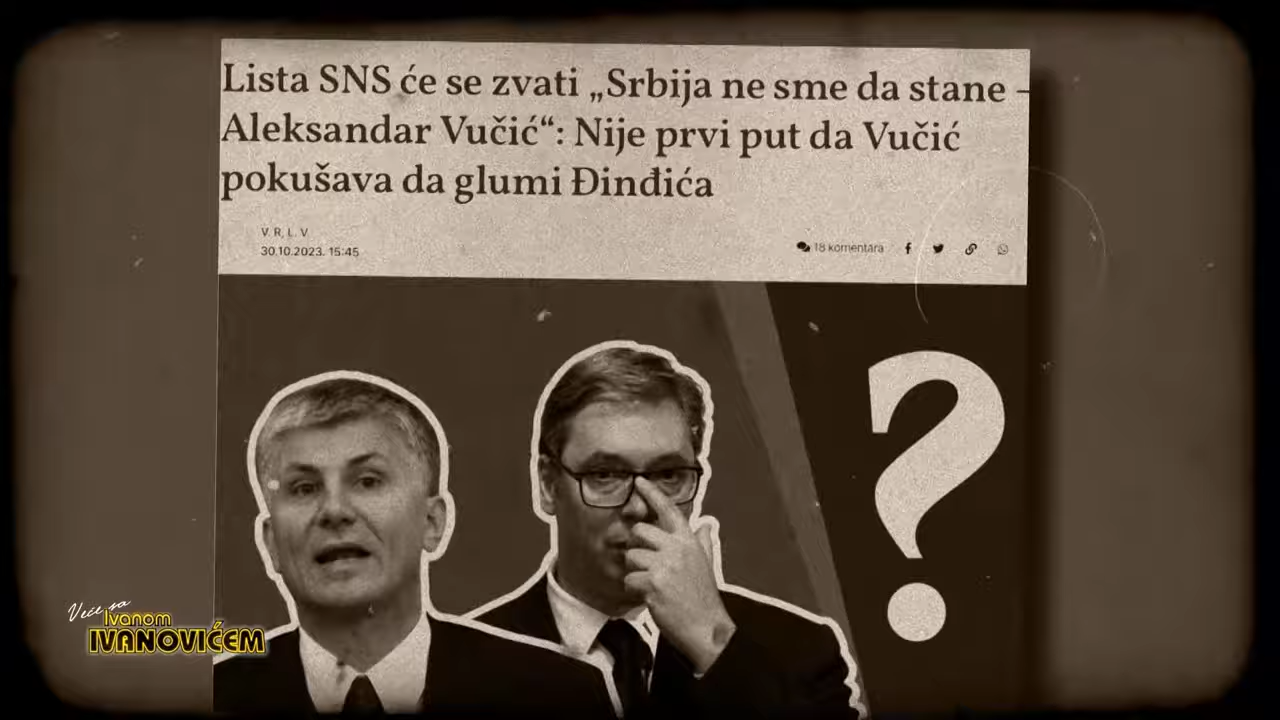 Lista SNS će se zvati „Srbija ne sme da stane –
Aleksandar Vučić“: Nije prvi put da Vučić
pokušava da glumi Đinđića
V. R, L. V
30.10.2023. 15:45
18 komentara
?
Veće sa
Ivanom
IVANOVIĆEM